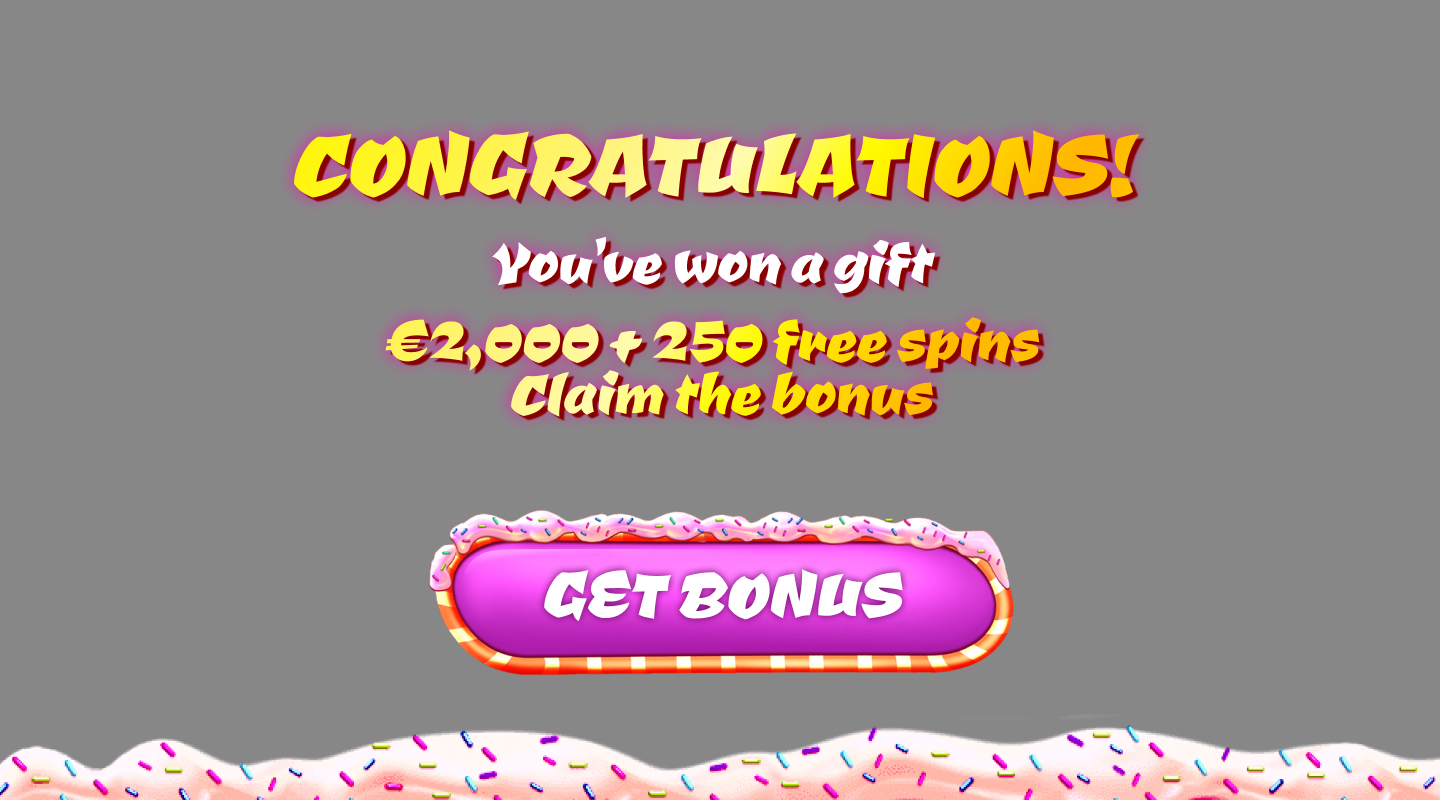 CONGRATULATIONS!
You've won a gift
€2,000 + 250 free spins
Claim the bonus
GET BONUS